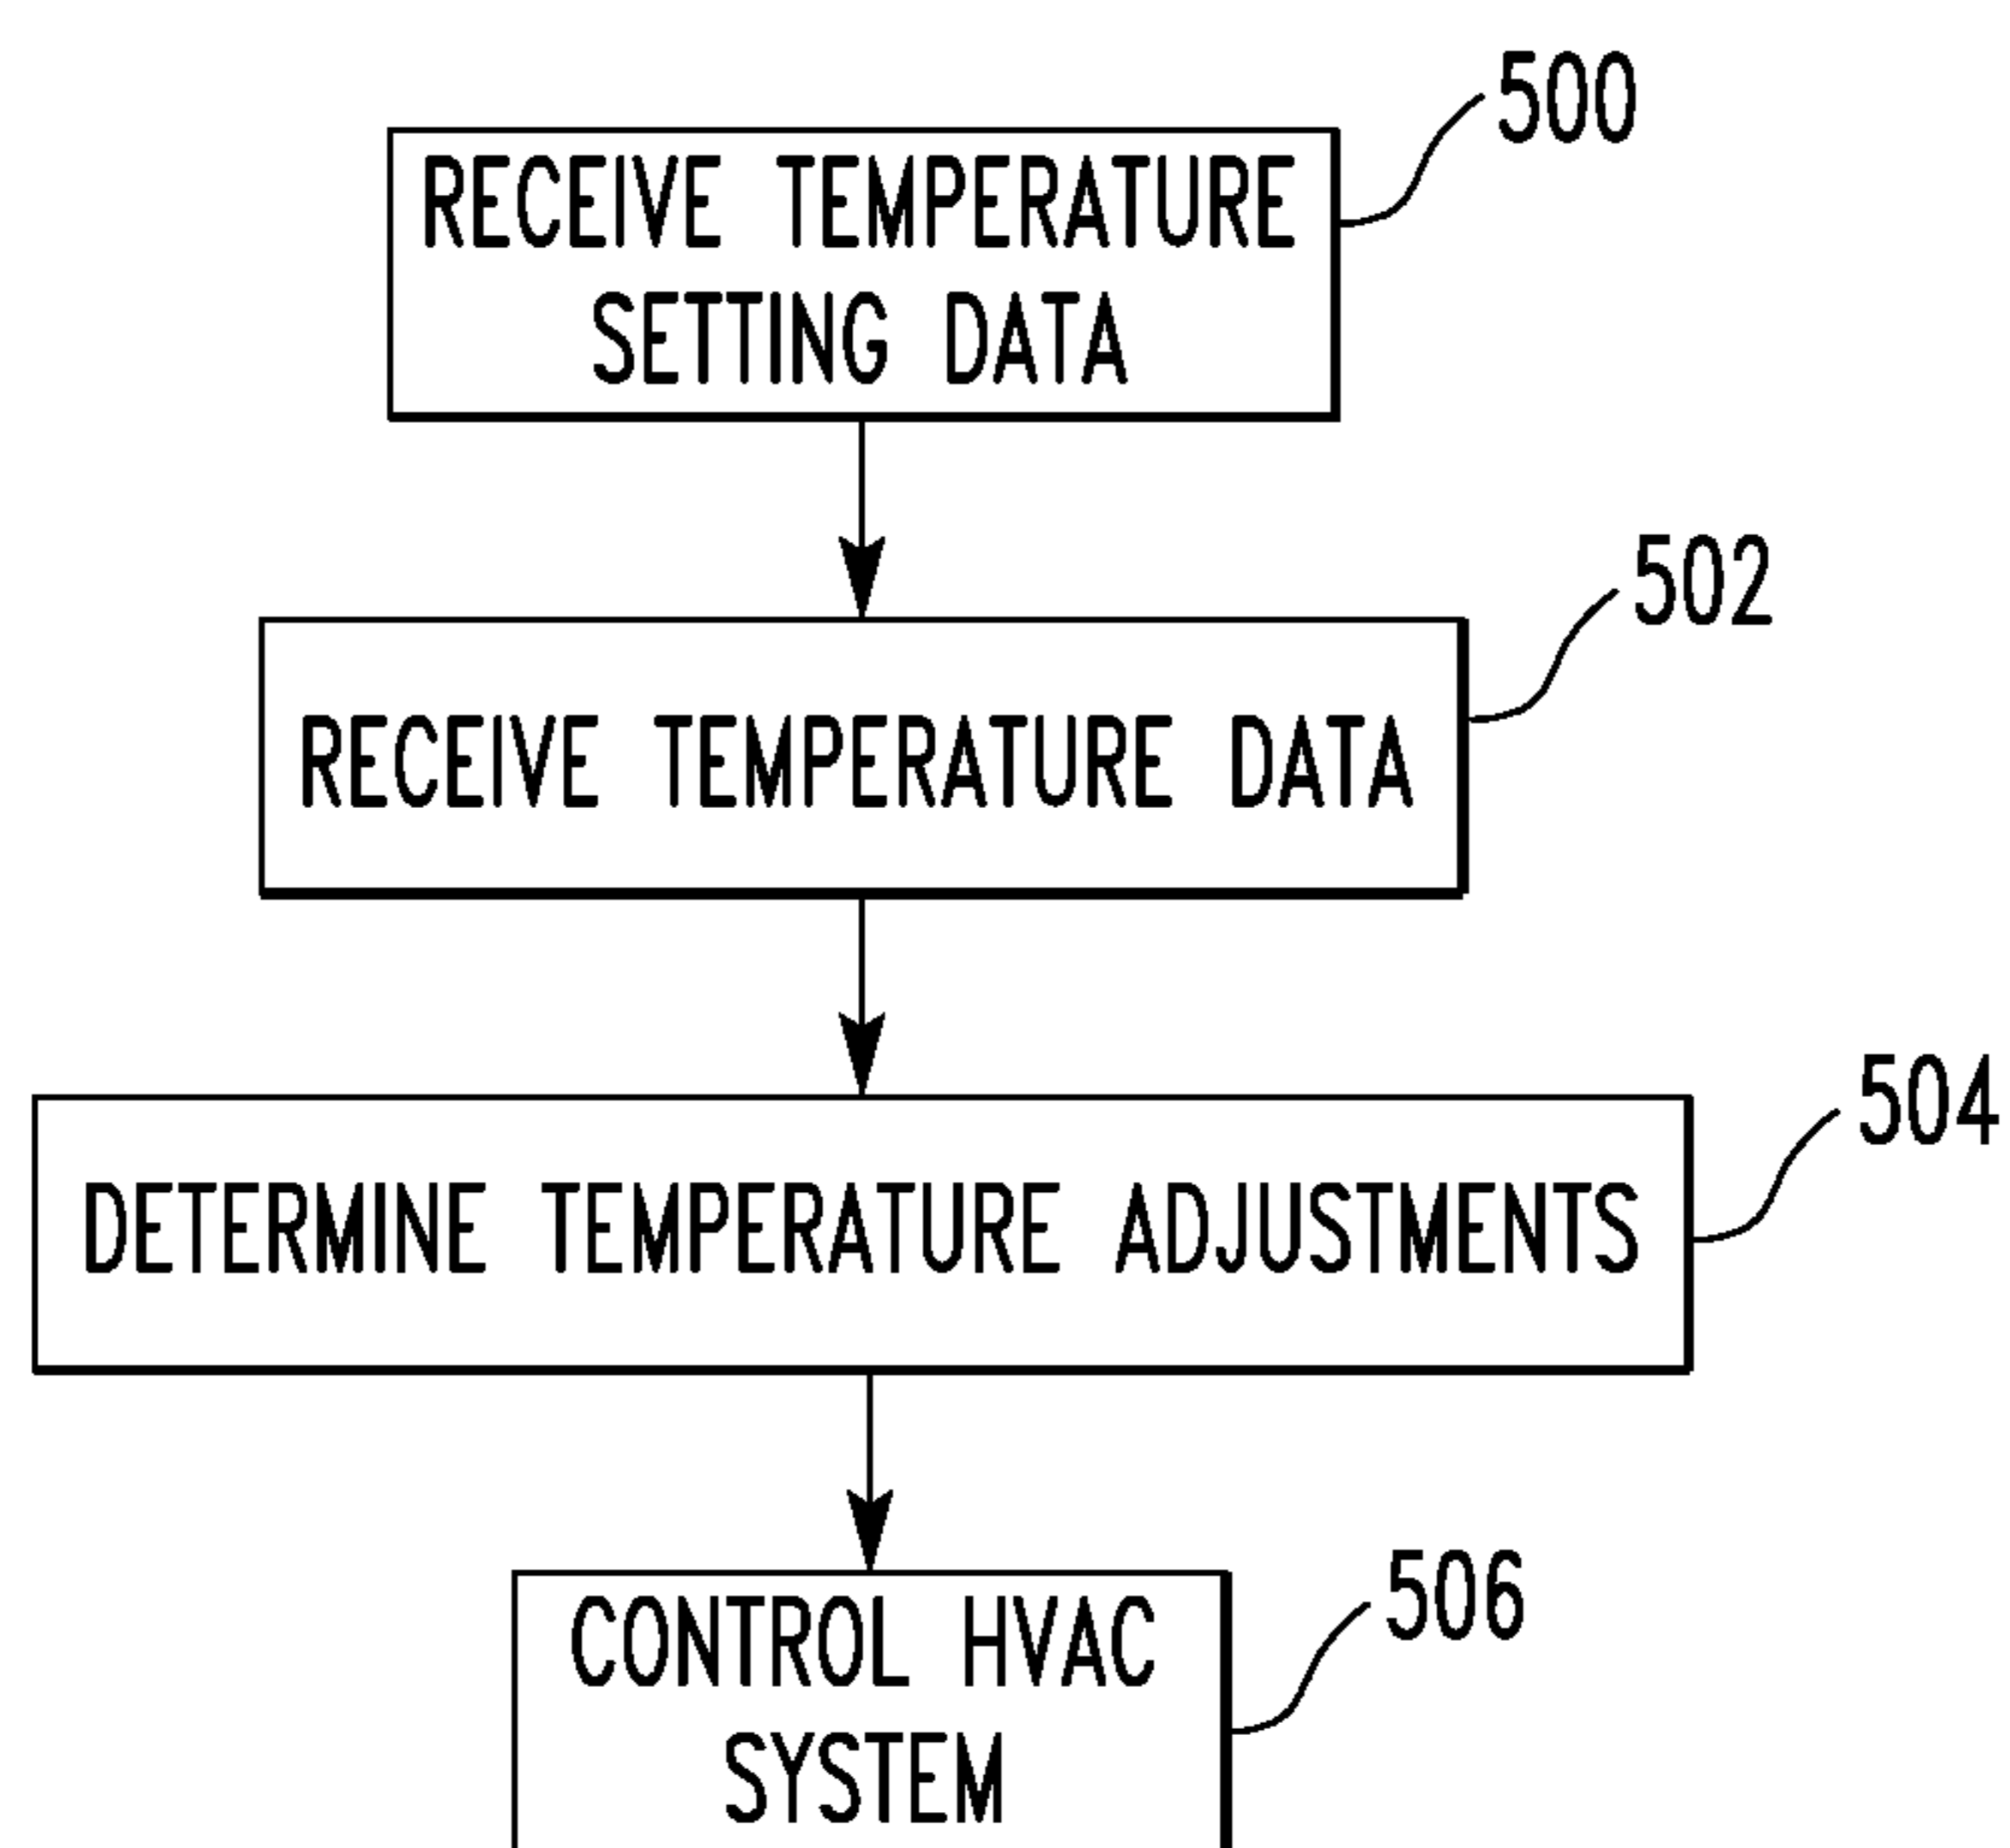 500
RECEIVE TEMPERATURE
SETTING DATA
502
RECEIVE TEMPERATURE DATA
504
DETERMINE TEMPERATURE ADJUSTMENTS
506
CONTROL HVAC
SYSTEM